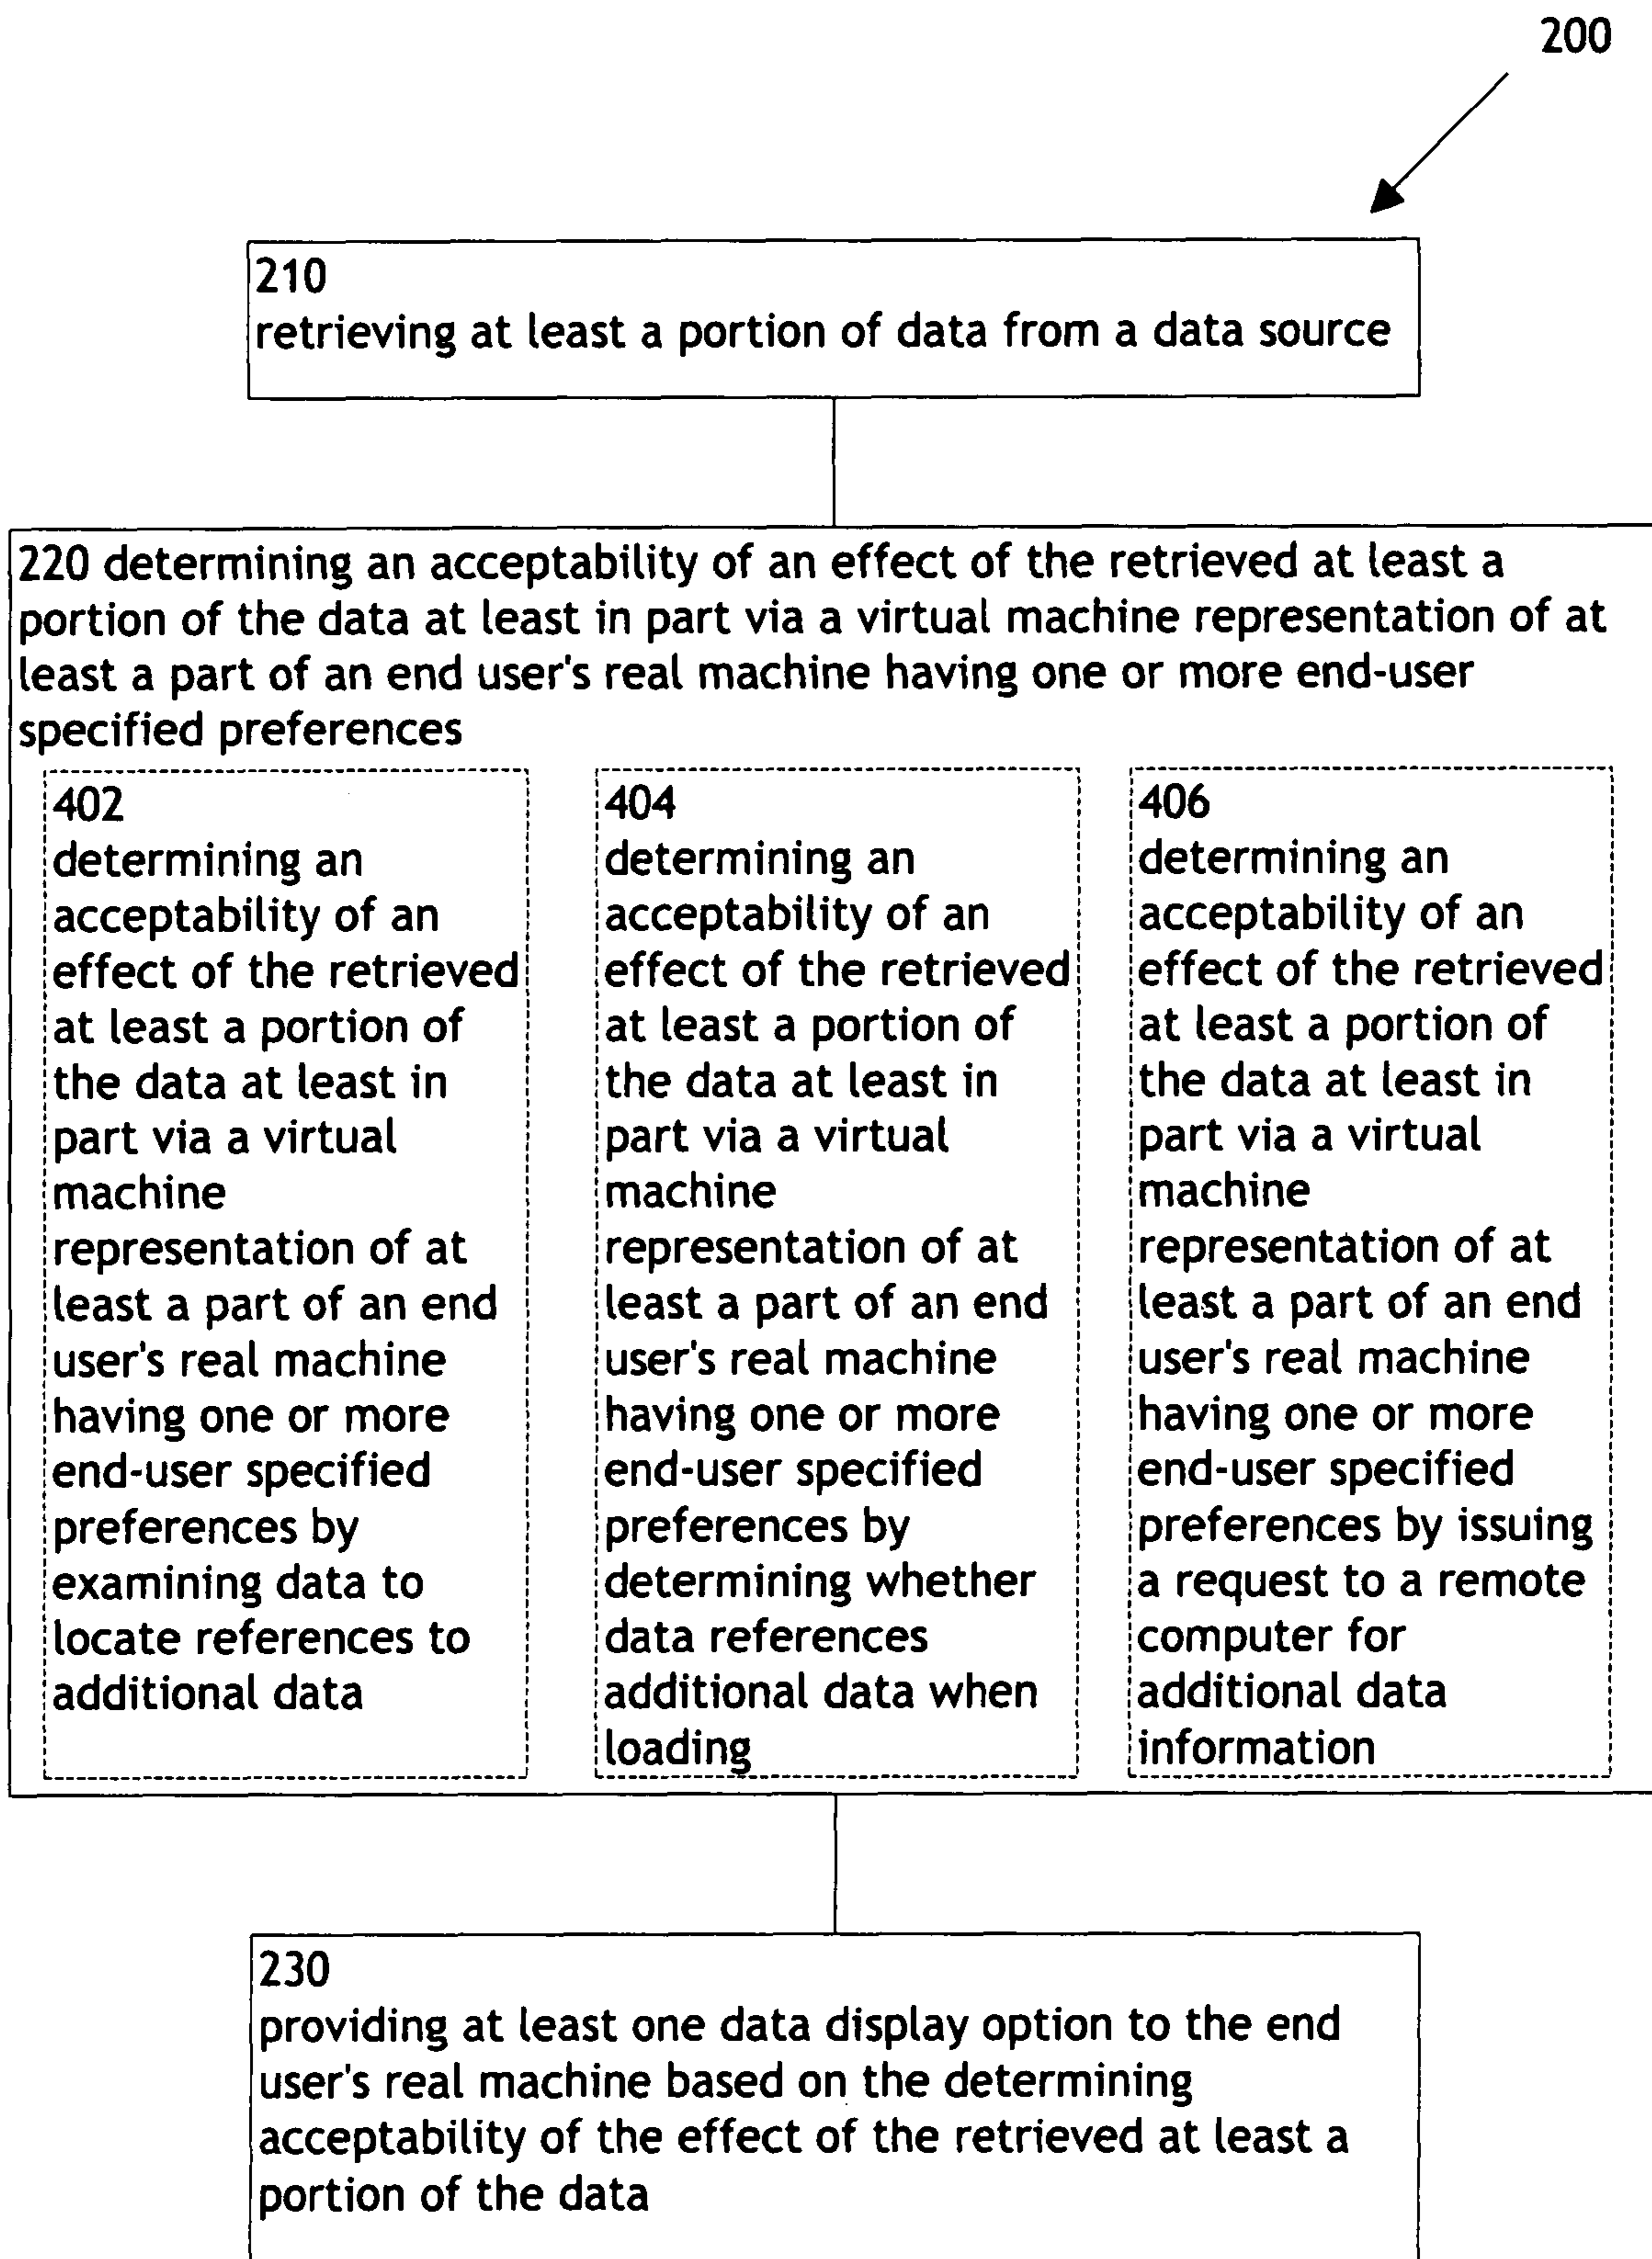 200
210
retrieving at least a portion of data from a data source
220 determining an acceptability of an effect of the retrieved at least a
portion of the data at least in part via a virtual machine representation of at
least a part of an end user's real machine having one or more end-user
specified preferences
402
determining an
acceptability of an
effect of the retrieved
at least a portion of
the data at least in
part via a virtual
machine
representation of at
least a part of an end
user's real machine
having one or more
end-user specified
preferences by
examining data to
locate references to
additional data
404
determining an
acceptability of an
effect of the retrieved
at least a portion of
the data at least in
part via a virtual
machine
representation of at
least a part of an end
user's real machine
having one or more
end-user specified
preferences by
determining whether
data references
additional data when
loading
406
determining an
acceptability of an
effect of the retrieved
at least a portion of
the data at least in
part via a virtual
machine
representation of at
least a part of an end
user's real machine
having one or more
end-user specified
preferences by issuing
a request to a remote
computer for
additional data
information
230
providing at least one data display option to the end
user's real machine based on the determining
acceptability of the effect of the retrieved at least a
portion of the data